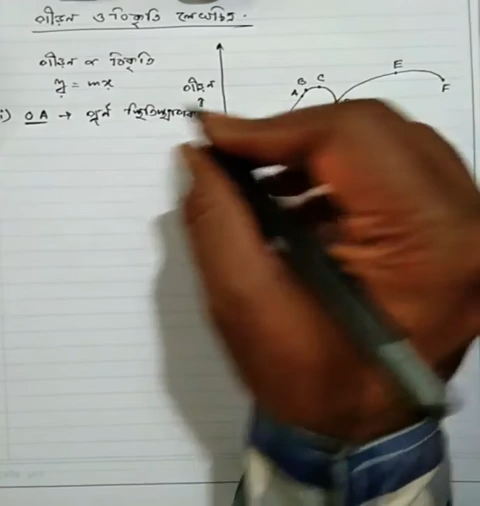 পীড়ন ও বিকৃতি লেখচিত্র.
পীড়ন ∝ বিকৃতি
y = mx
i) OA → পূর্ন স্থিতিস্থাপক
পীড়ন
A B C
E
F